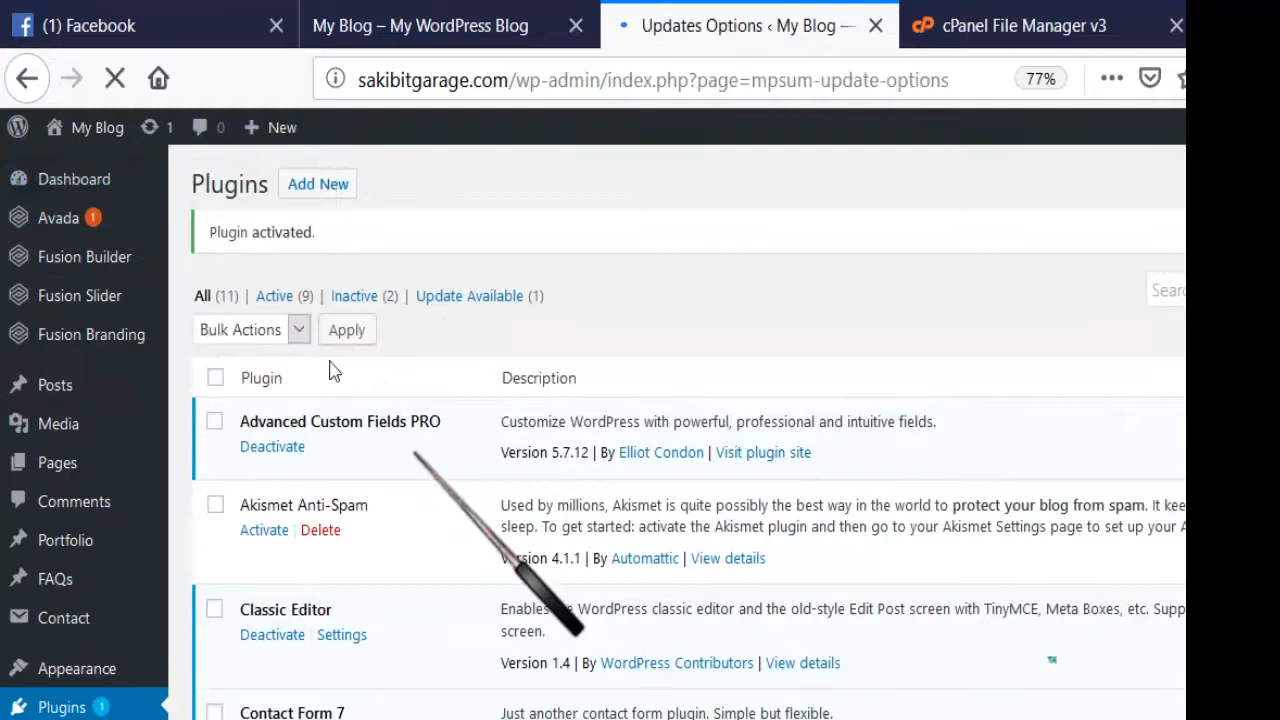 (1) Facebook
My Blog – My WordPress Blog
Updates Options ‹ My Blog —
cPanel File Manager v3
sakibitgarage.com/wp-admin/index.php?page=mpsum-update-options
77%
My Blog 1 0 New
Dashboard
Avada 1
Fusion Builder
Fusion Slider
Fusion Branding
Posts
Media
Pages
Comments
Portfolio
FAQs
Contact
Appearance
Plugins 1
Plugins Add New
Plugin activated.
All (11) | Active (9) | Inactive (2) | Update Available (1)
Sear
Bulk Actions Apply
Plugin Description
Advanced Custom Fields PRO
Deactivate
Customize WordPress with powerful, professional and intuitive fields.
Version 5.7.12 | By Elliot Condon | Visit plugin site
Akismet Anti-Spam
Activate | Delete
Used by millions, Akismet is quite possibly the best way in the world to protect your blog from spam. It kee
sleep. To get started: activate the Akismet plugin and then go to your Akismet Settings page to set up your A
Version 4.1.1 | By Automattic | View details
Classic Editor
Deactivate | Settings
Enables WordPress classic editor and the old-style Edit Post screen with TinyMCE, Meta Boxes, etc. Supp
screen.
Version 1.4 | By WordPress Contributors | View details
Contact Form 7
Just another contact form plugin. Simple but flexible.